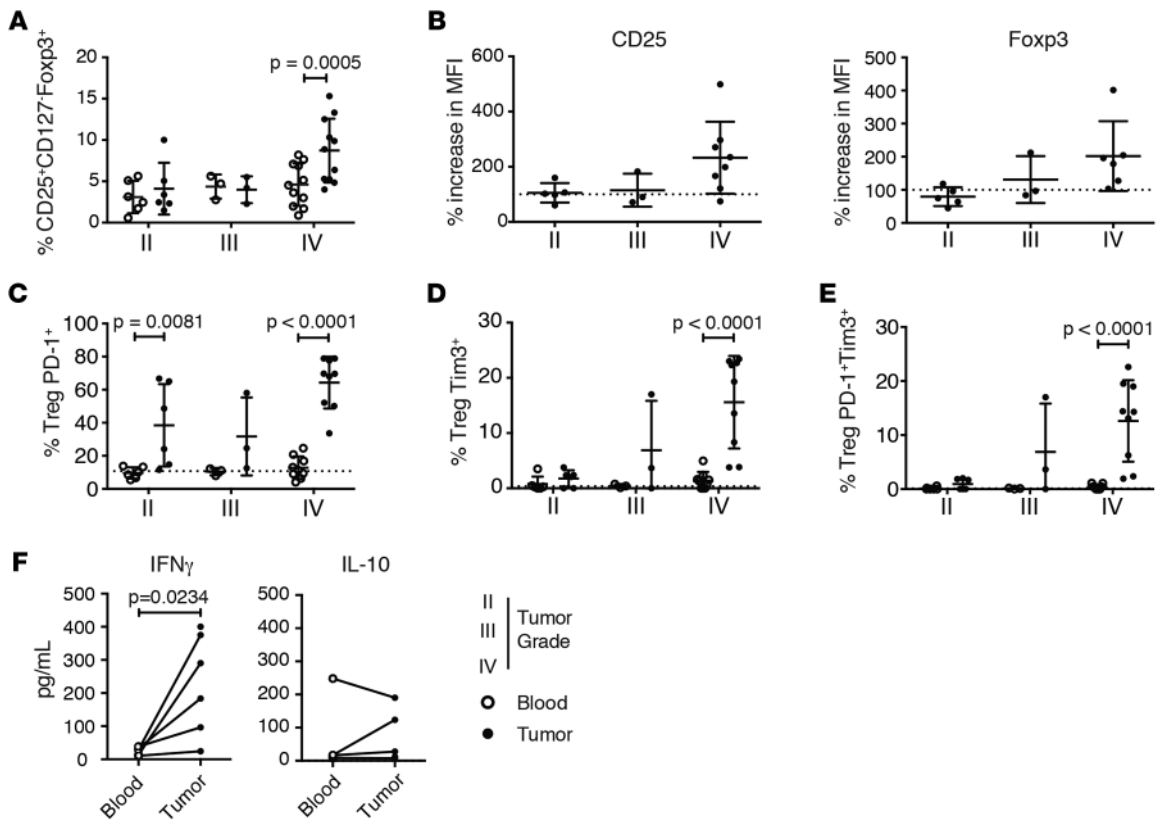 A
% CD25⁺CD127⁻Foxp3⁺
20
15
10
5
0
p = 0.0005
II
III
IV
B
CD25
% increase in MFI
600
400
200
0
II
III
IV
Foxp3
% increase in MFI
500
400
300
200
100
0
II
III
IV
C
% Treg PD-1⁺
100
80
60
40
20
0
p = 0.0081
p < 0.0001
II
III
IV
D
% Treg Tim3⁺
30
20
10
0
p < 0.0001
II
III
IV
E
% Treg PD-1⁺Tim3⁺
30
20
10
0
p < 0.0001
II
III
IV
F
IFNγ
p=0.0234
pg/mL
500
400
300
200
100
0
Blood
Tumor
IL-10
500
400
300
200
100
0
Blood
Tumor
II
III
IV
Tumor
Grade
Blood
Tumor